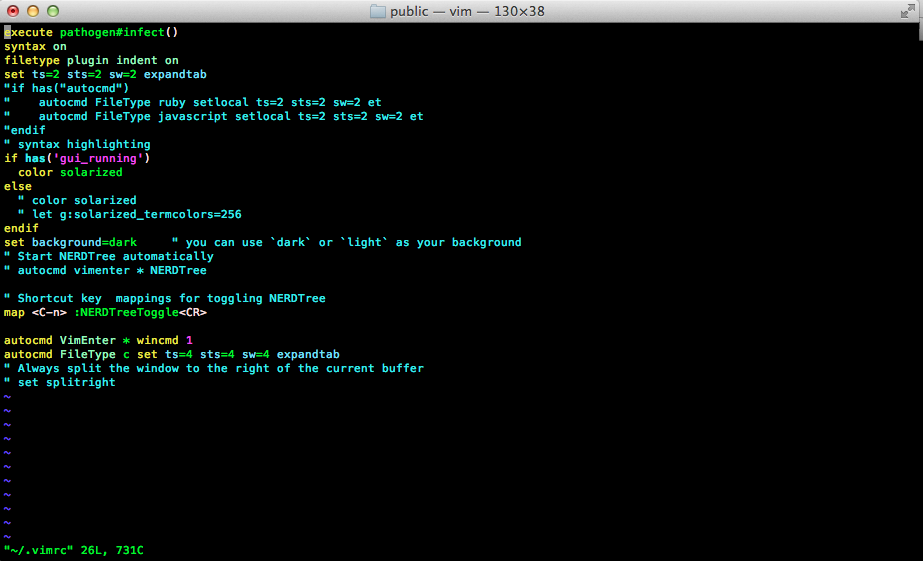 public — vim — 130×38
execute pathogen#infect()
syntax on
filetype plugin indent on
set ts=2 sts=2 sw=2 expandtab
"if has("autocmd")
"    autocmd FileType ruby setlocal ts=2 sts=2 sw=2 et
"    autocmd FileType javascript setlocal ts=2 sts=2 sw=2 et
"endif
" syntax highlighting
if has('gui_running')
  color solarized
else
  " color solarized
  " let g:solarized_termcolors=256
endif
set background=dark     " you can use `dark` or `light` as your background
" Start NERDTree automatically
" autocmd vimenter * NERDTree

" Shortcut key  mappings for toggling NERDTree
map <C-n> :NERDTreeToggle<CR>

autocmd VimEnter * wincmd 1
autocmd FileType c set ts=4 sts=4 sw=4 expandtab
" Always split the window to the right of the current buffer
" set splitright
~
~
~
~
~
~
~
~
~
~
~
"~/.vimrc" 26L, 731C